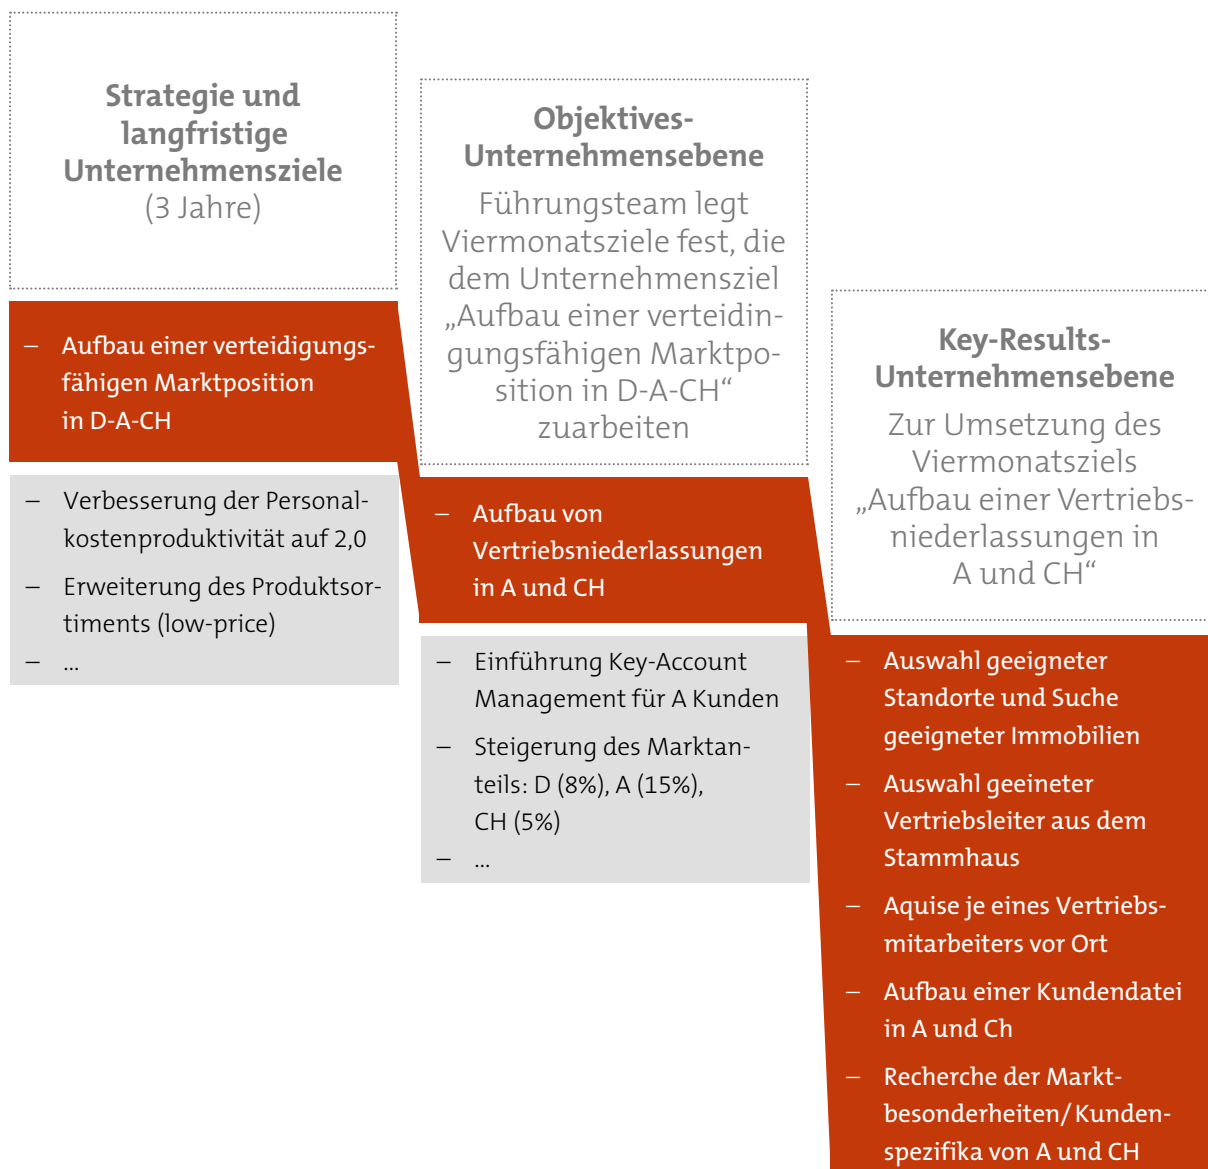 Strategie und
langfristige
Unternehmensziele
(3 Jahre)
– Aufbau einer verteidigungs-
fähigen Marktposition
in D-A-CH
– Verbesserung der Personal-
kostenproduktivität auf 2,0
– Erweiterung des Produktsor-
timents (low-price)
– ...
Objektives-
Unternehmensebene
Führungsteam legt
Viermonatsziele fest, die
dem Unternehmensziel
„Aufbau einer verteidin-
gungsfähigen Marktpo-
sition in D-A-CH“
zuarbeiten
– Aufbau von
Vertriebsniederlassungen
in A und CH
– Einführung Key-Account
Management für A Kunden
– Steigerung des Marktan-
teils: D (8%), A (15%),
CH (5%)
– ...
Key-Results-
Unternehmensebene
Zur Umsetzung des
Viermonatsziels
„Aufbau einer Vertriebs-
niederlassungen in
A und CH“
– Auswahl geeigneter
Standorte und Suche
geeigneter Immobilien
– Auswahl geeineter
Vertriebsleiter aus dem
Stammhaus
– Aquise je eines Vertriebs-
mitarbeiters vor Ort
– Aufbau einer Kundendatei
in A und Ch
– Recherche der Markt-
besonderheiten/Kunden-
spezifika von A und CH